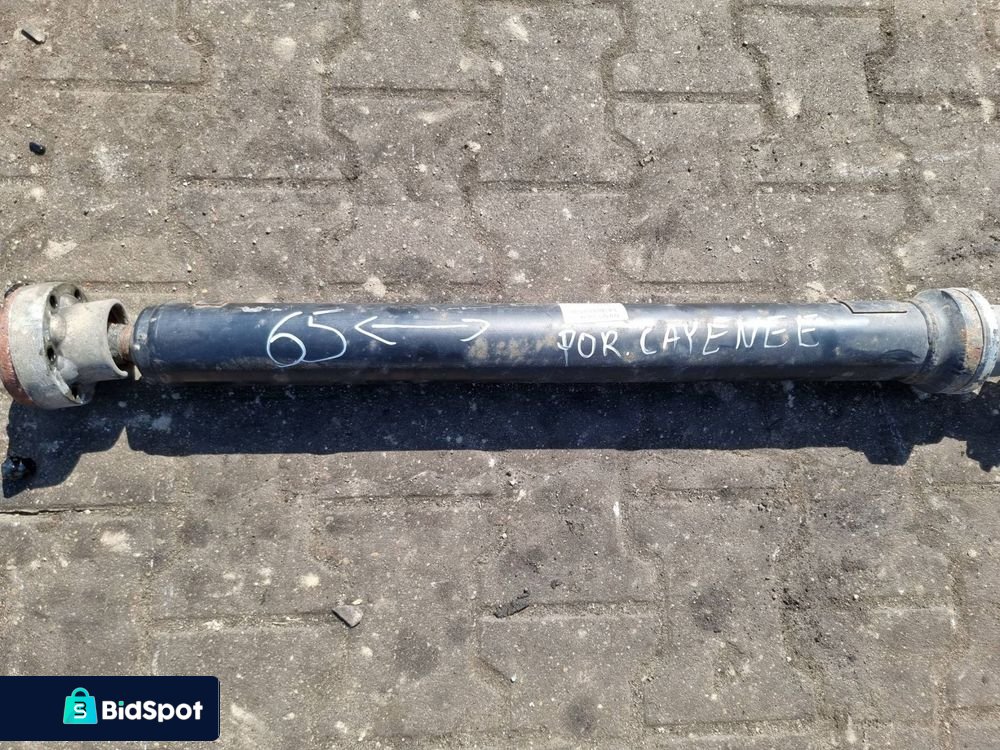 65 <-> POR. CAYENEE
BidSpot